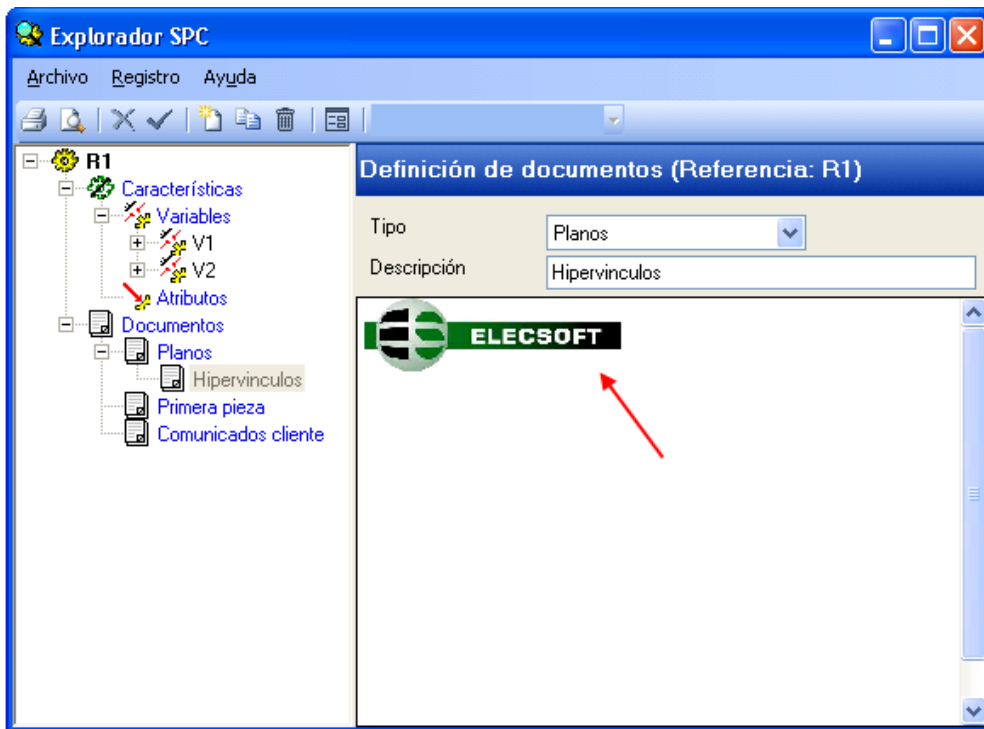 Explorador SPC
Archivo Registro Ayuda
R1
Características
Variables
V1
V2
Atributos
Documentos
Planos
Hipervinculos
Primera pieza
Comunicados cliente
Definición de documentos (Referencia: R1)
Tipo Planos
Descripción Hipervinculos
ES ELECSOFT